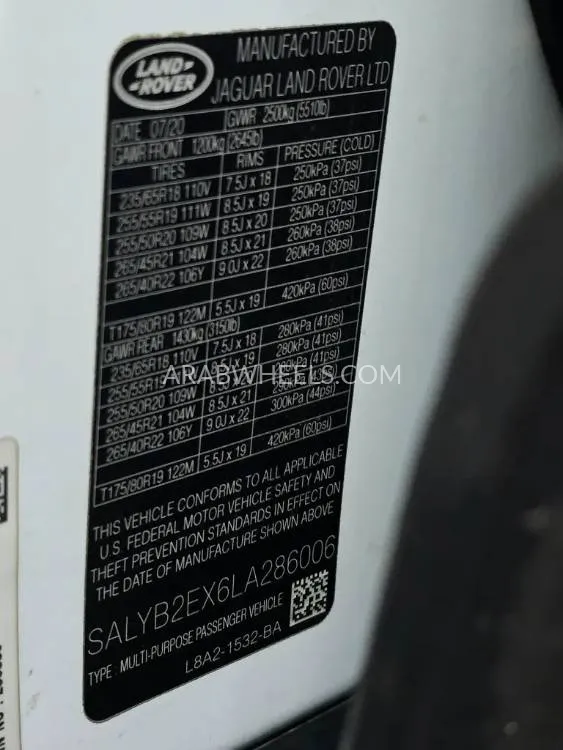 LAND-
-ROVER
MANUFACTURED BY
JAGUAR LAND ROVER LTD
DATE 07/20 GVWR 2500kg (5510lb)
GAWR FRONT 1200kg (2645lb)
TIRES RIMS PRESSURE (COLD)
235/65R18 110V 7.5J x 18 250kPa (37psi)
255/55R19 111W 8.5J x 19 250kPa (37psi)
255/50R20 109W 8.5J x 20 250kPa (37psi)
265/45R21 104W 8.5J x 21 260kPa (38psi)
265/40R22 106Y 9.0J x 22 260kPa (38psi)
T175/80R19 122M 5.5J x 19 420kPa (60psi)
GAWR REAR 1430kg (3150lb)
235/65R18 110V 7.5J x 18 280kPa (41psi)
255/55R19 x 19 280kPa (41psi)
255/50R20 109W
265/45R21 104W 8.5J x 21
265/40R22 106Y 9.0J x 22 300kPa (44psi)
T175/80R19 122M 5.5J x 19 420kPa (60psi)
ARABWHEELS.COM
THIS VEHICLE CONFORMS TO ALL APPLICABLE
U.S. FEDERAL MOTOR VEHICLE SAFETY AND
THEFT PREVENTION STANDARDS IN EFFECT ON
THE DATE OF MANUFACTURE SHOWN ABOVE
SALYB2EX6LA286006
TYPE : MULTI-PURPOSE PASSENGER VEHICLE
L8A2-1532-BA